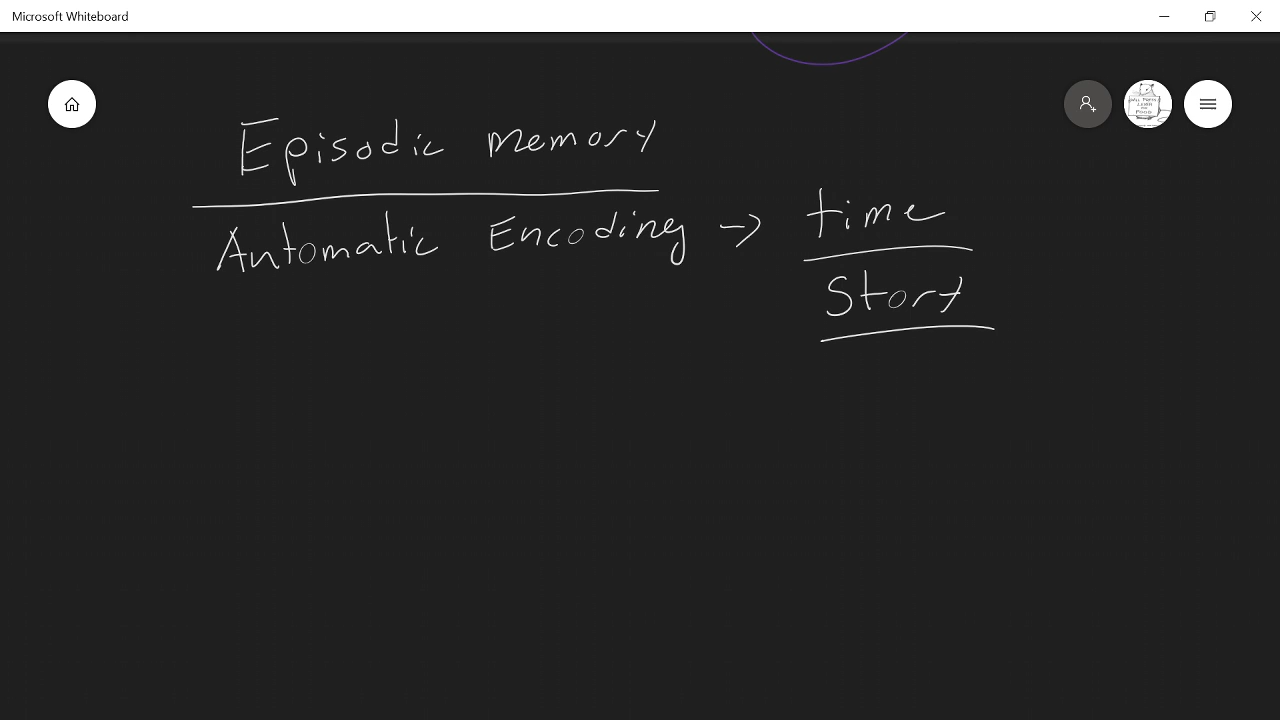 Microsoft Whiteboard
Episodic memory
Automatic Encoding → time
Story